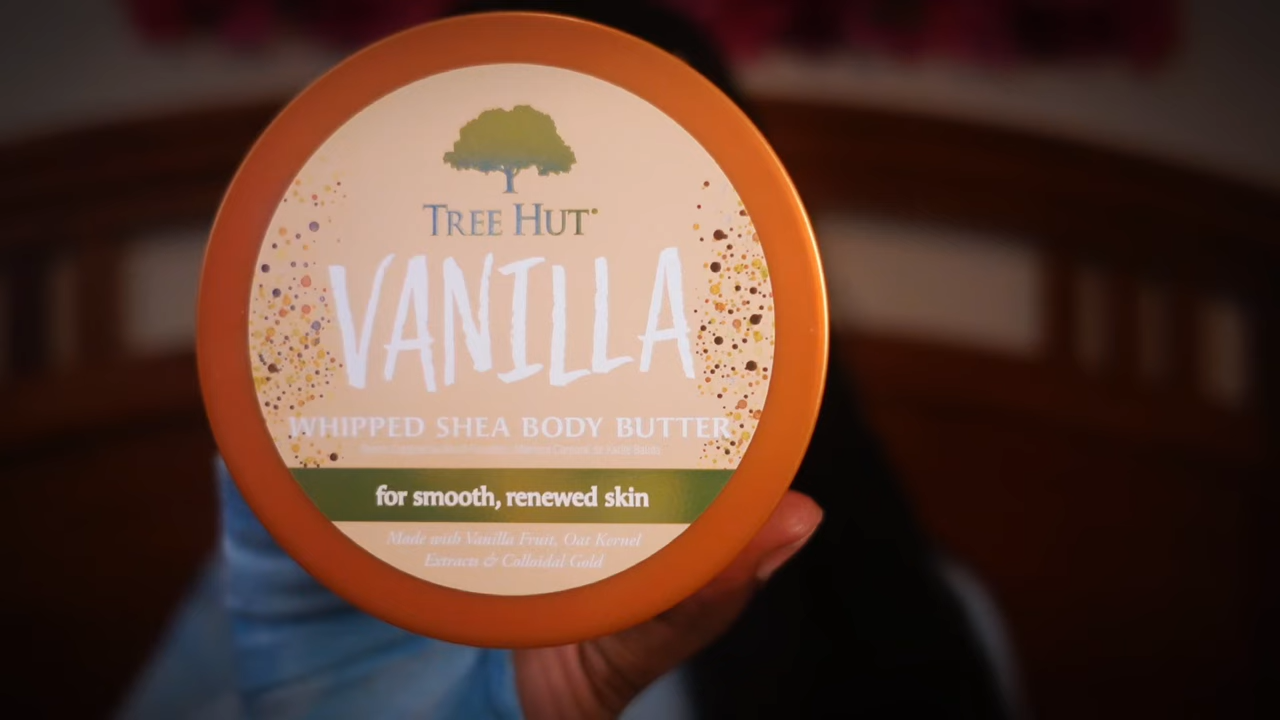 TREE HUT
VANILLA
WHIPPED SHEA BODY BUTTER
for smooth, renewed skin
Made with Vanilla Fruit, Oat Kernel
Extracts & Colloidal Gold